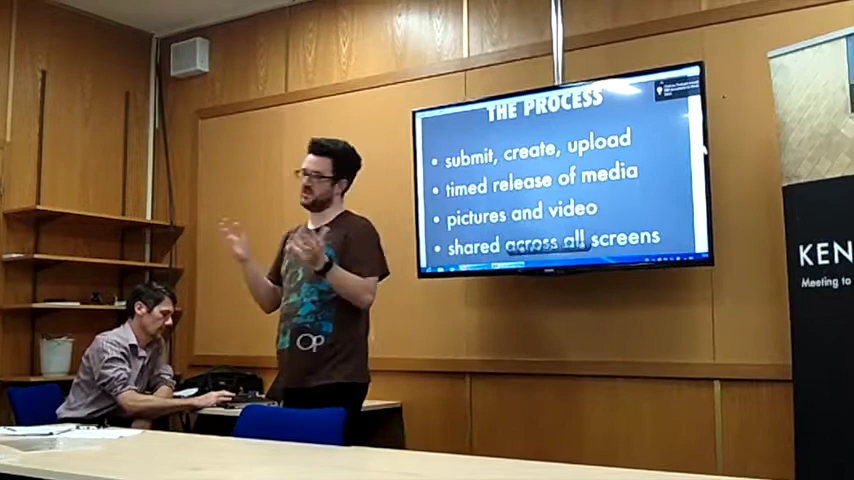 THE PROCESS
• submit, create, upload
• timed release of media,
• pictures and video
• shared across all screens
KEN
Meeting to
Op